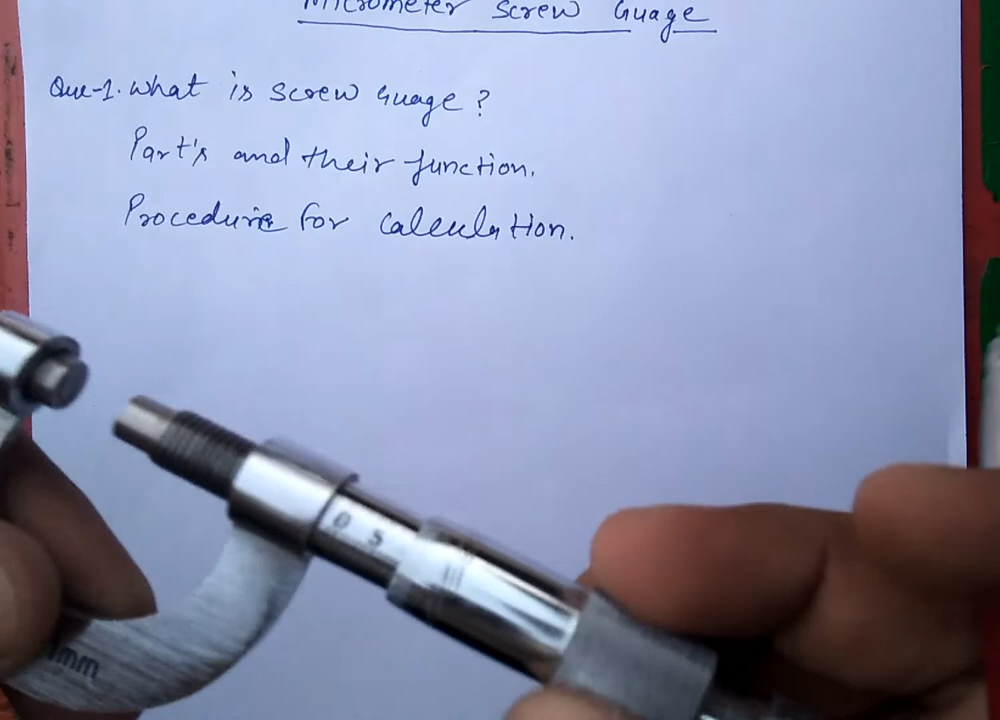 Micrometer Screw Guage
Que-1. What is screw Guage?
Part's and their function.
Procedure for calculation.
0 5
mm